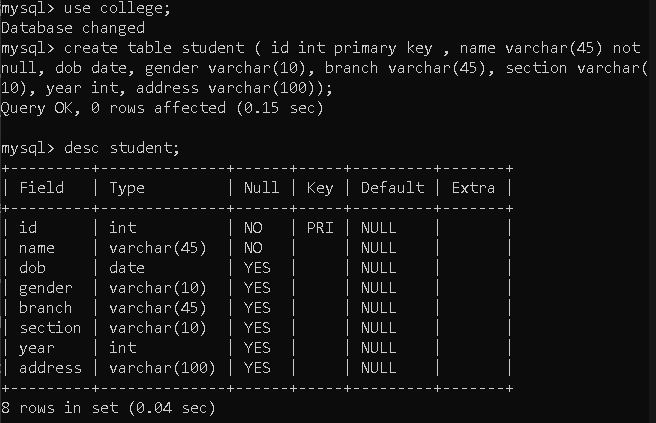 mysql> use college;
Database changed
mysql> create table student ( id int primary key , name varchar(45) not
null, dob date, gender varchar(10), branch varchar(45), section varchar(
10), year int, address varchar(100));
Query OK, 0 rows affected (0.15 sec)

mysql> desc student;
+---------+--------------+------+-----+---------+-------+
| Field   | Type         | Null | Key | Default | Extra |
+---------+--------------+------+-----+---------+-------+
| id      | int          | NO   | PRI | NULL    |       |
| name    | varchar(45)  | NO   |     | NULL    |       |
| dob     | date         | YES  |     | NULL    |       |
| gender  | varchar(10)  | YES  |     | NULL    |       |
| branch  | varchar(45)  | YES  |     | NULL    |       |
| section | varchar(10)  | YES  |     | NULL    |       |
| year    | int          | YES  |     | NULL    |       |
| address | varchar(100) | YES  |     | NULL    |       |
+---------+--------------+------+-----+---------+-------+
8 rows in set (0.04 sec)